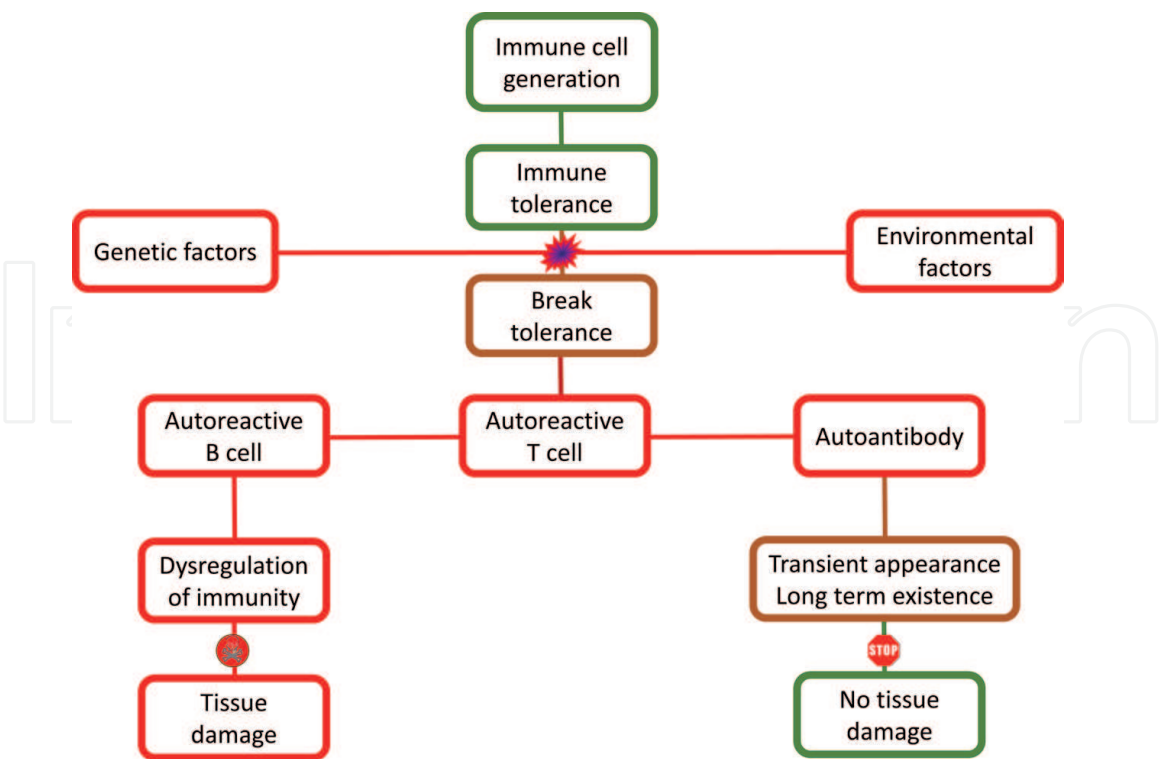 Immune cell
generation
Immune
tolerance
Genetic factors
Environmental
factors
Break
tolerance
Autoreactive
B cell
Autoreactive
T cell
Autoantibody
Dysregulation
of immunity
Transient appearance
Long term existence
STOP
Tissue
damage
No tissue
damage